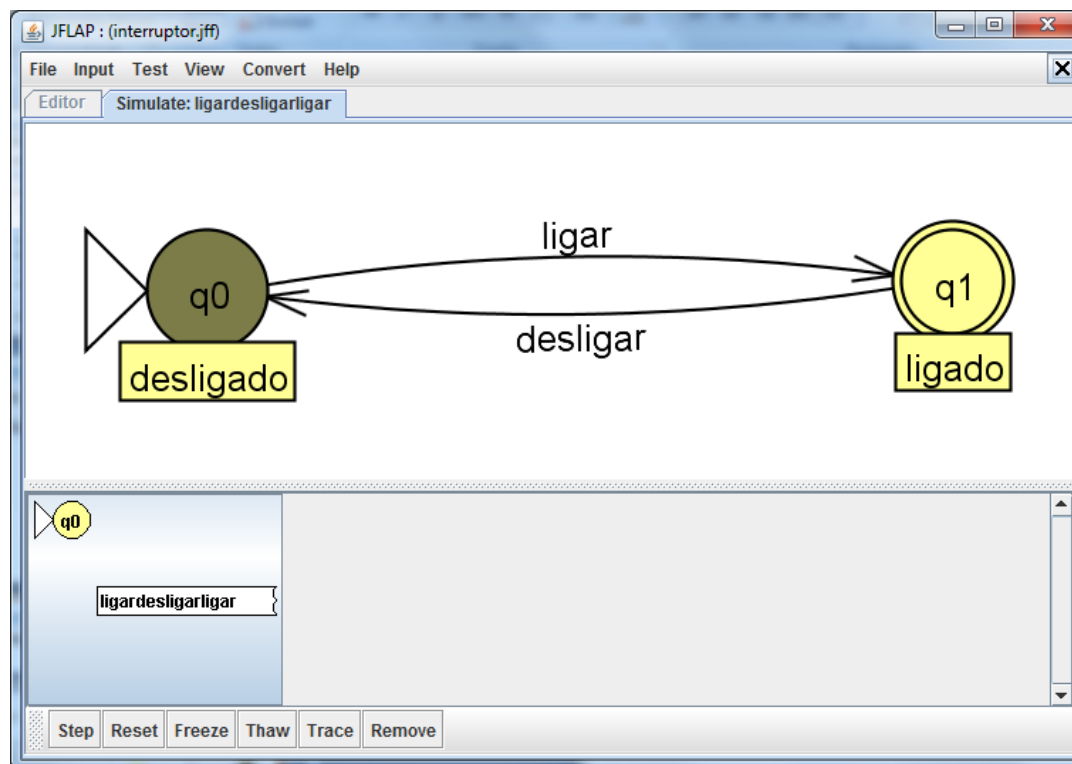 JFLAP : (interruptor.jff)
File Input Test View Convert Help
Editor Simulate: ligardesligarligar
ligar
q0 q1
desligar
desligado ligado
q0
ligardesligarligar
Step Reset Freeze Thaw Trace Remove